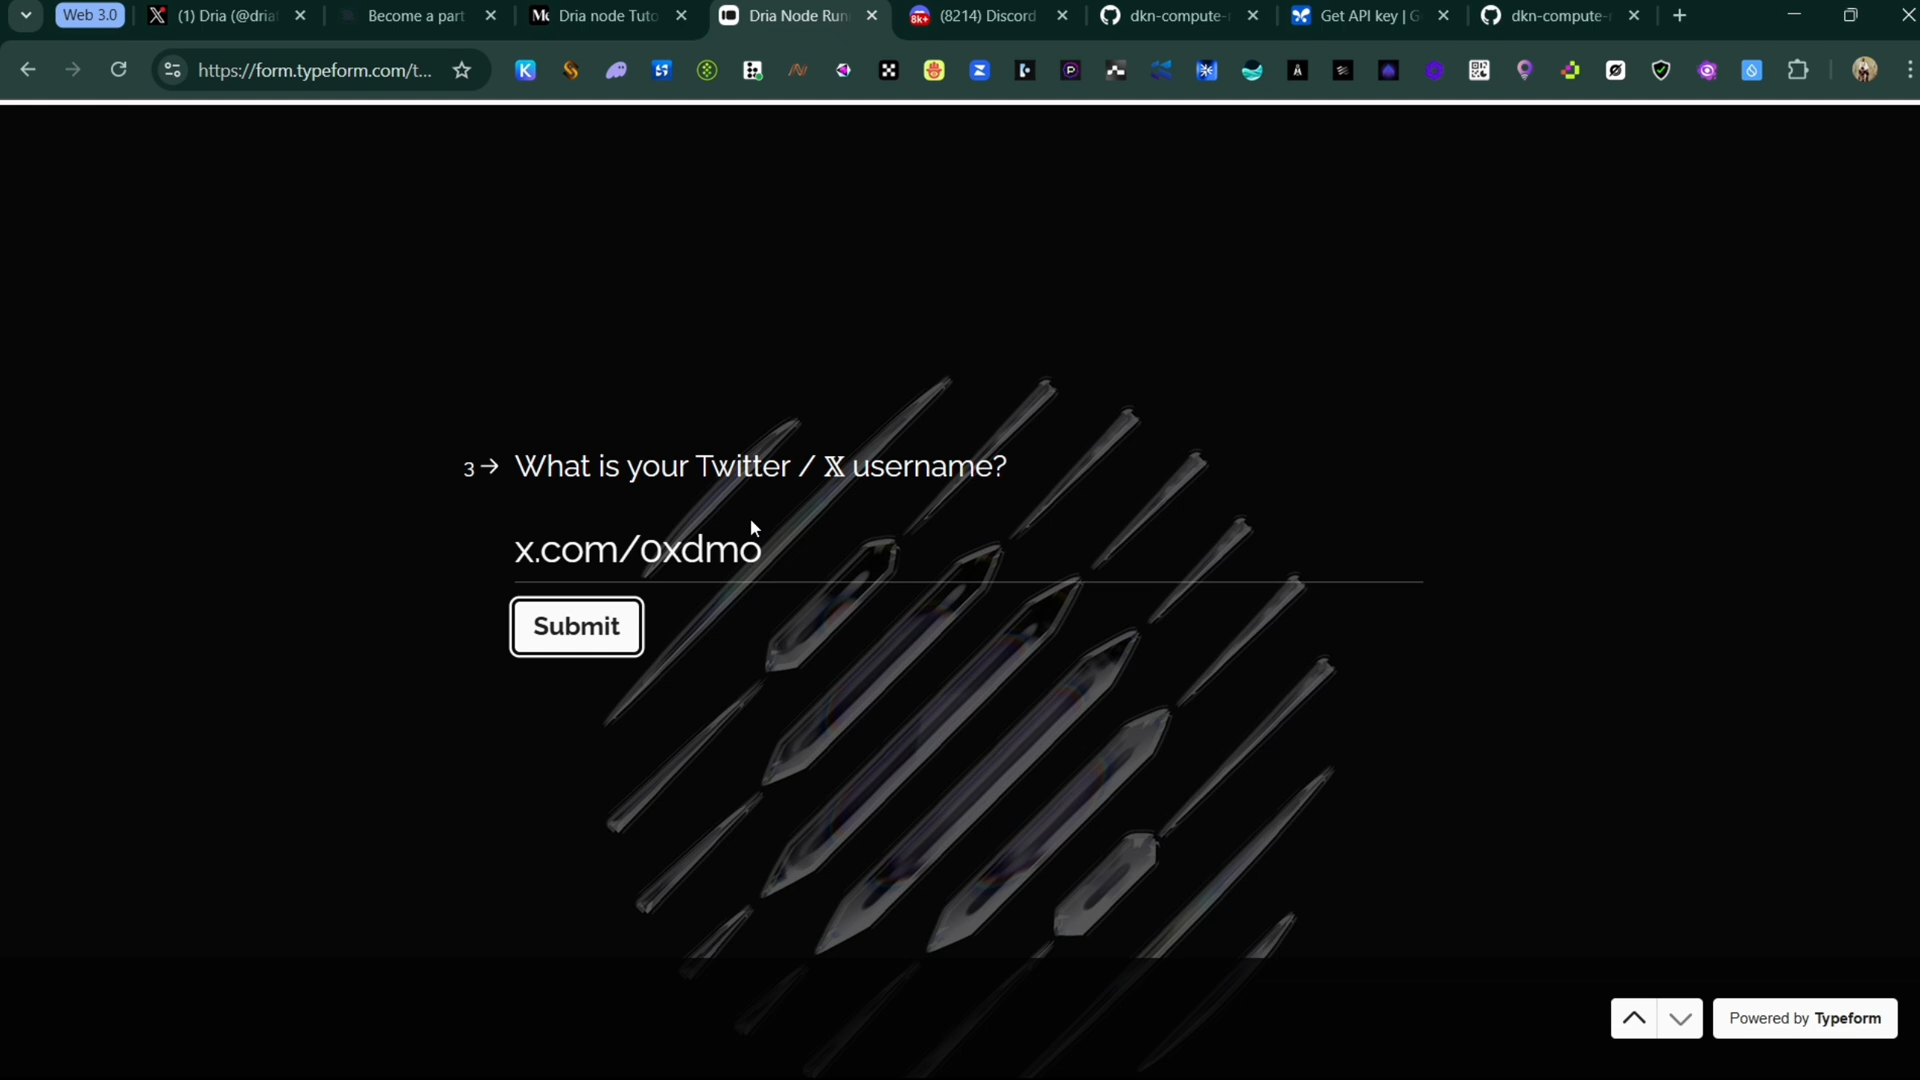 Web 3.0
(1) Dria (@dria
Become a part
Dria node Tuto
Dria Node Run
8k+
(8214) Discord
dkn-compute-
Get API key | G
dkn-compute-
https://form.typeform.com/t...
3 → What is your Twitter / 𝕏 username?
x.com/0xdmo
Submit
Powered by Typeform